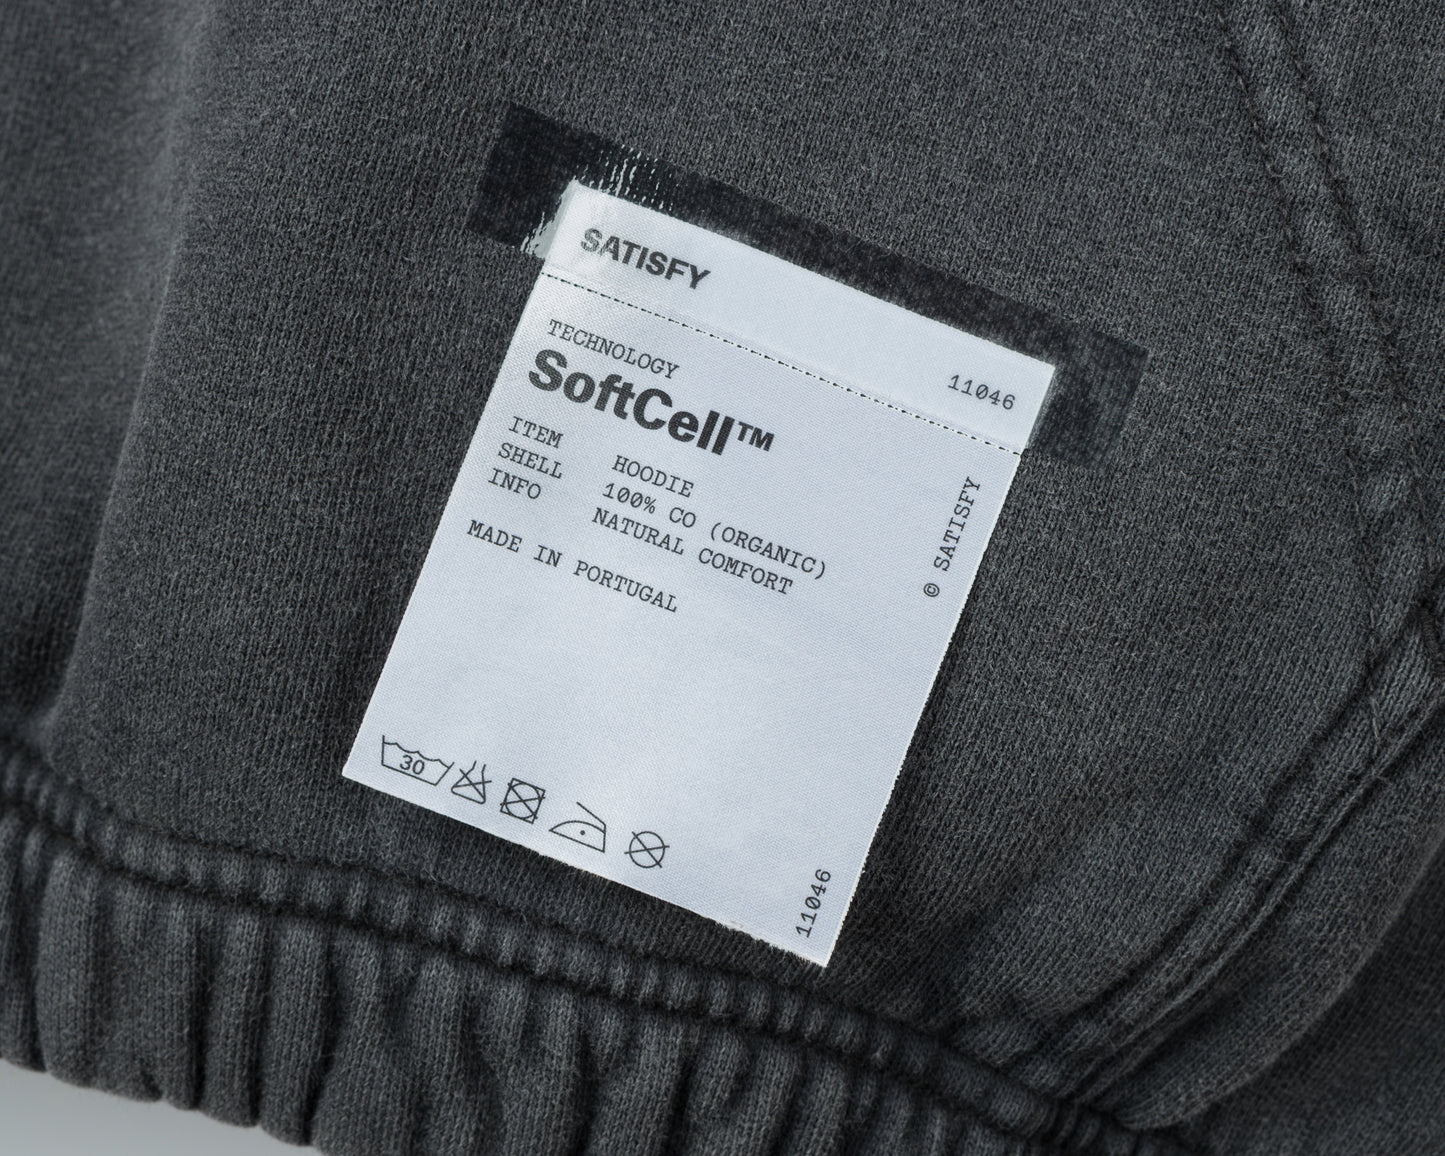 SATISFY
11046
TECHNOLOGY
SoftCell™
ITEM HOODIE
SHELL 100% CO (ORGANIC)
INFO NATURAL COMFORT
MADE IN PORTUGAL
© SATISFY
30
11046